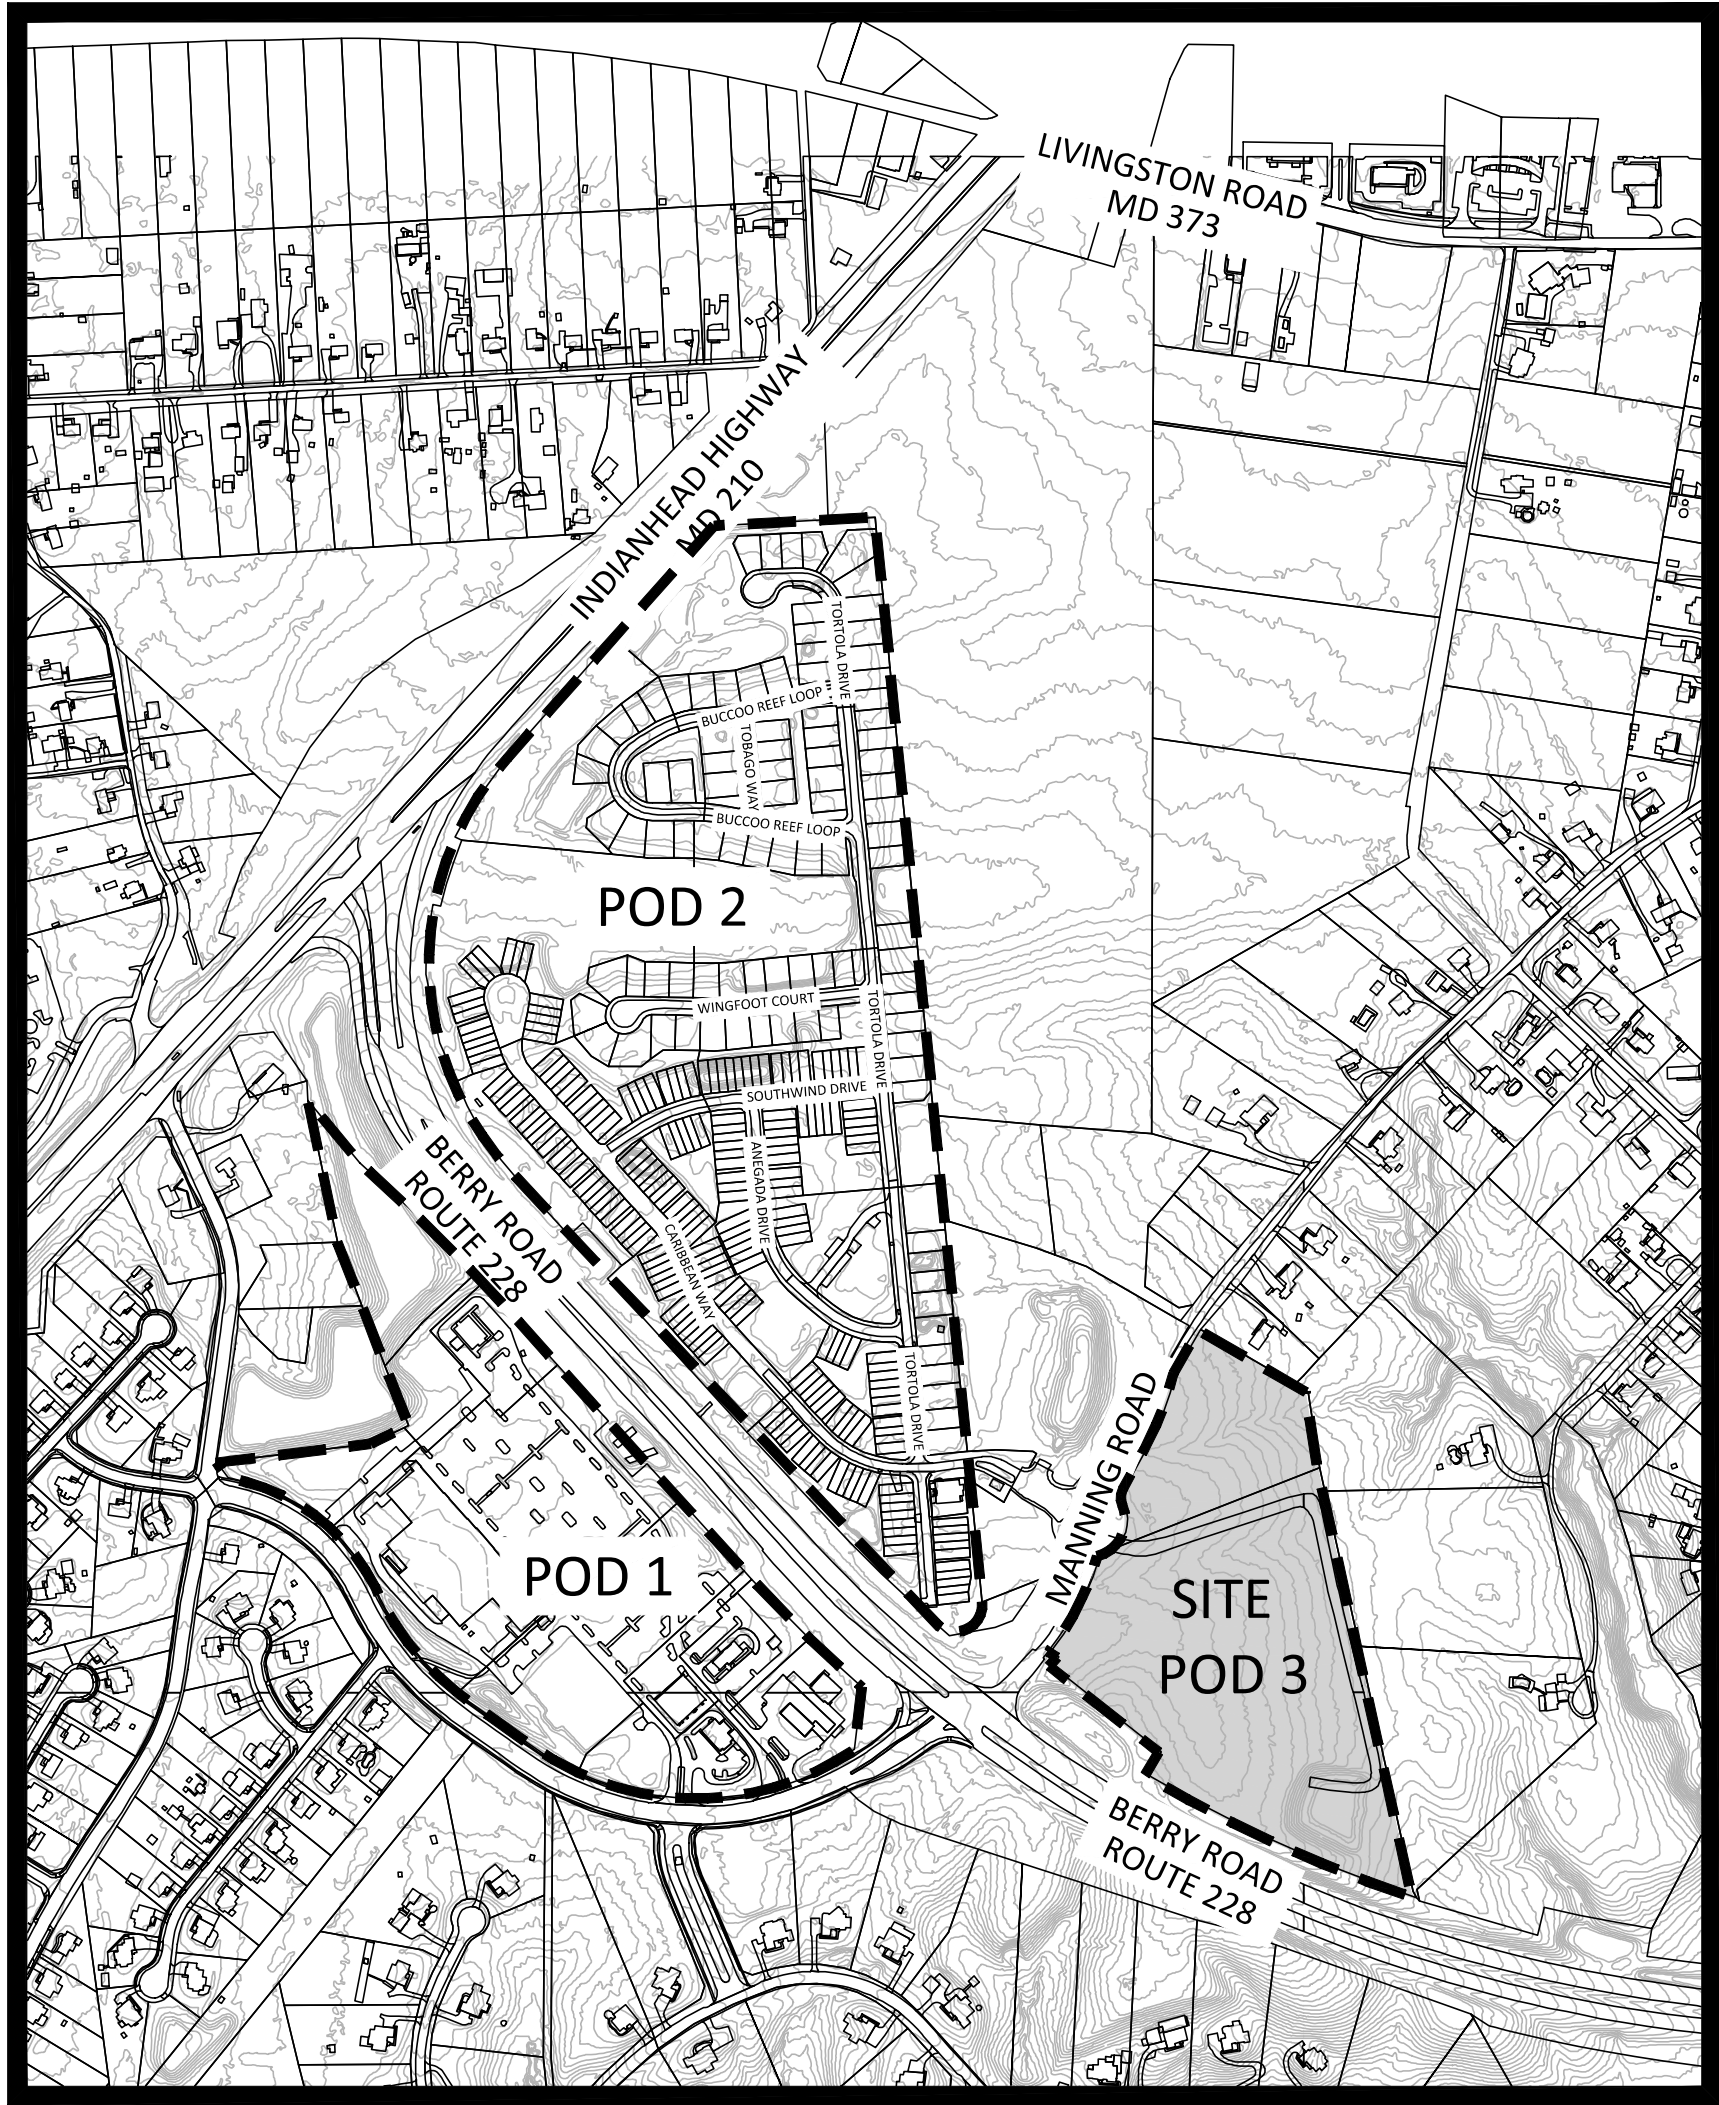 LIVINGSTON ROAD
MD 373
INDIANHEAD HIGHWAY
MD 210
TORTOLA DRIVE
BUCCOO REEF LOOP
TOBAGO WAY
BUCCOO REEF LOOP
POD 2
WINGFOOT COURT
TORTOLA DRIVE
SOUTHWIND DRIVE
ANEGADA DRIVE
BERRY ROAD
ROUTE 228
CARIBBEAN WAY
TORTOLA DRIVE
MANNING ROAD
POD 1
SITE
POD 3
BERRY ROAD
ROUTE 228